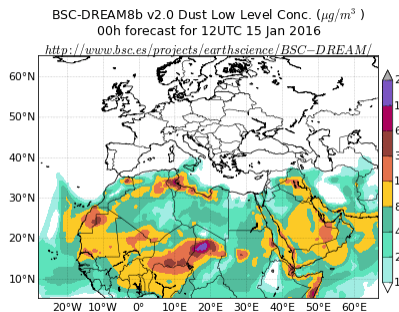 BSC-DREAM8b v2.0 Dust Low Level Conc. (μg/m³ )
00h forecast for 12UTC 15 Jan 2016
http://www.bsc.es/projects/earthscience/BSC−DREAM/
60°N
50°N
40°N
30°N
20°N
10°N
20°W 10°W 0° 10°E 20°E 30°E 40°E 50°E 60°E